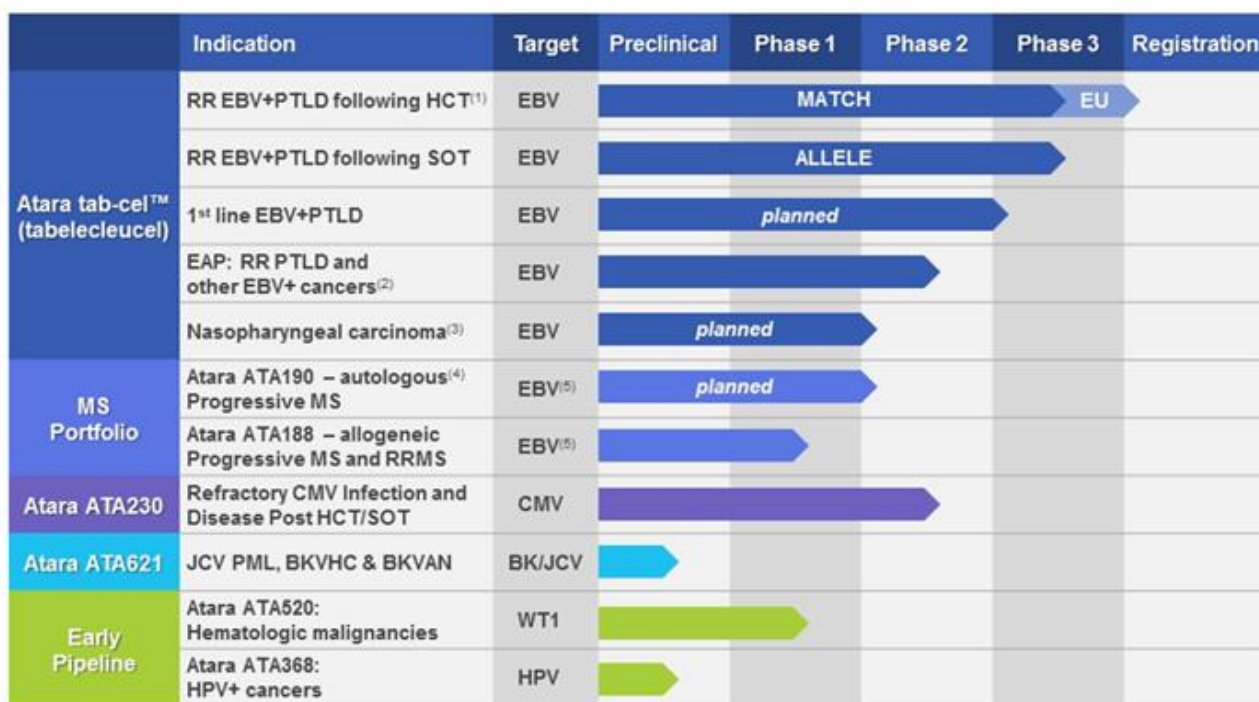 Indication Target Preclinical Phase 1 Phase 2 Phase 3 Registration
Atara tab-cel™
(tabelecleucel)
RR EBV+PTLD following HCT(1) EBV MATCH EU
RR EBV+PTLD following SOT EBV ALLELE
1st line EBV+PTLD EBV planned
EAP: RR PTLD and
other EBV+ cancers(2) EBV
Nasopharyngeal carcinoma(3) EBV planned
MS
Portfolio
Atara ATA190 – autologous(4)
Progressive MS EBV(5) planned
Atara ATA188 – allogeneic
Progressive MS and RRMS EBV(5)
Atara ATA230
Refractory CMV Infection and
Disease Post HCT/SOT CMV
Atara ATA621 JCV PML, BKVHC & BKVAN BK/JCV
Early
Pipeline
Atara ATA520:
Hematologic malignancies WT1
Atara ATA368:
HPV+ cancers HPV